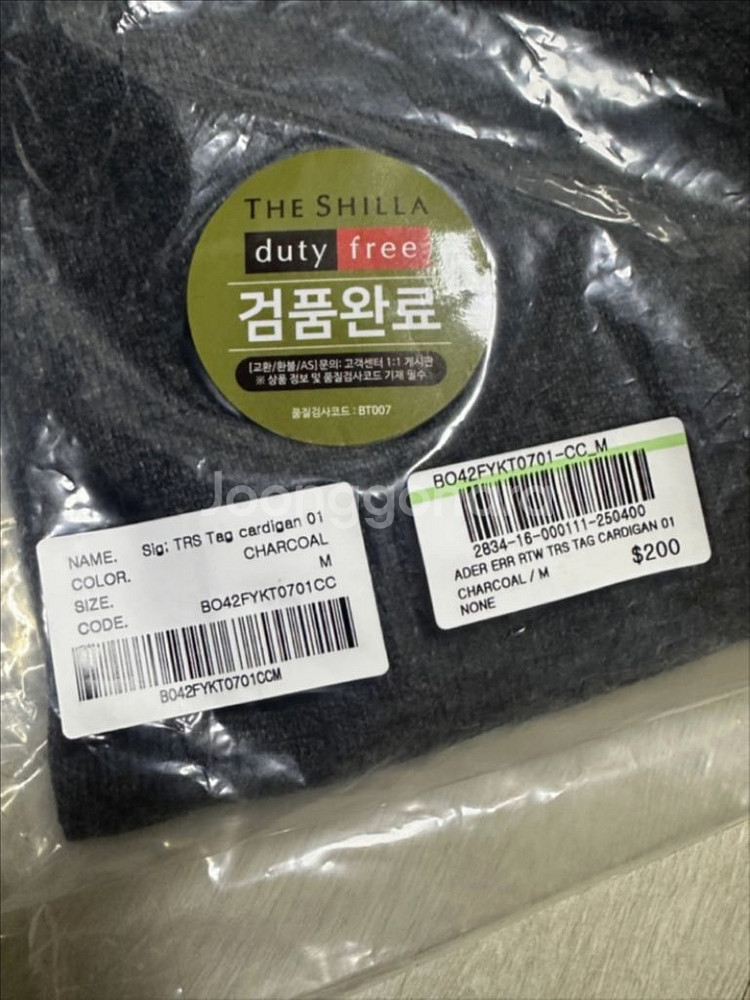 THE SHILLA
duty free
검품완료
[교환/환불/AS]문의: 고객센터 1:1 게시판
※ 상품 정보 및 품질검사코드 기재 필수
품질검사코드 : BT007
Joonggonara
NAME. Sig; TRS Tag cardigan 01
COLOR. CHARCOAL
SIZE. M
CODE. BO42FYKT0701CC
BO42FYKT0701CCM
BO42FYKT0701-CC_M
2834-16-000111-250400
ADER ERR RTW TRS TAG CARDIGAN 01
CHARCOAL / M $200
NONE